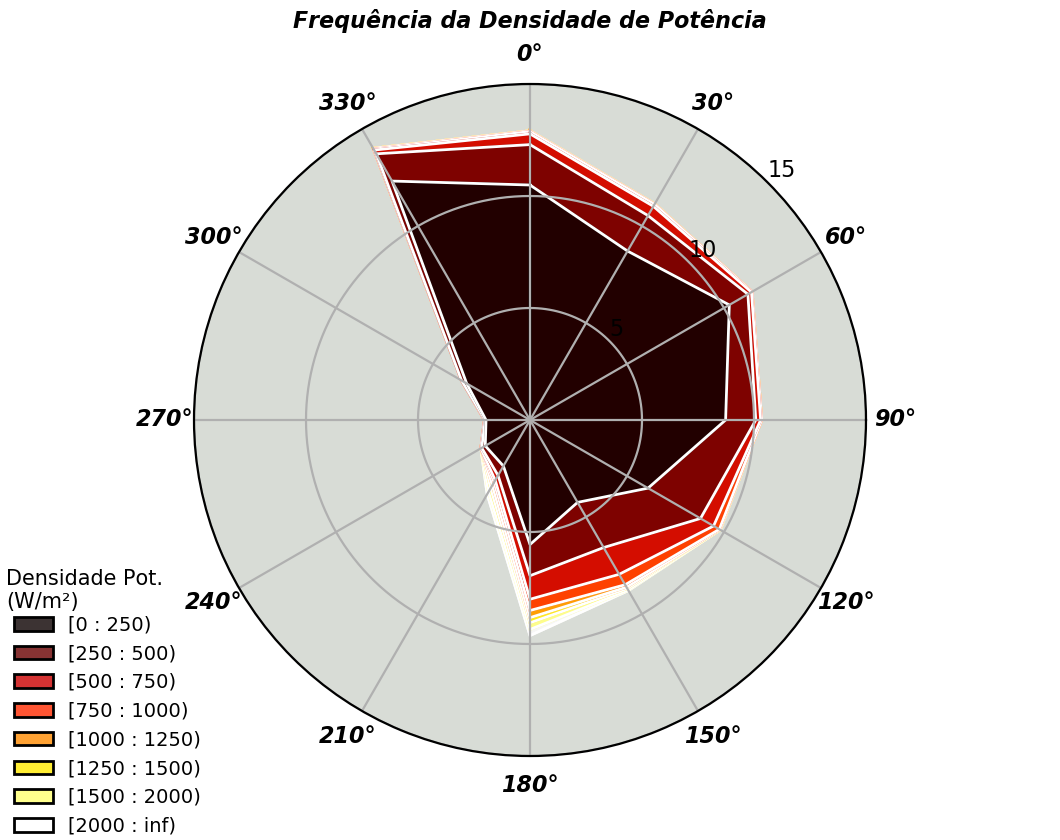 Frequência da Densidade de Potência
0°
330°
30°
15
300°
60°
10
5
270°
90°
240°
120°
210°
150°
180°
Densidade Pot.
(W/m²)
[0 : 250)
[250 : 500)
[500 : 750)
[750 : 1000)
[1000 : 1250)
[1250 : 1500)
[1500 : 2000)
[2000 : inf)